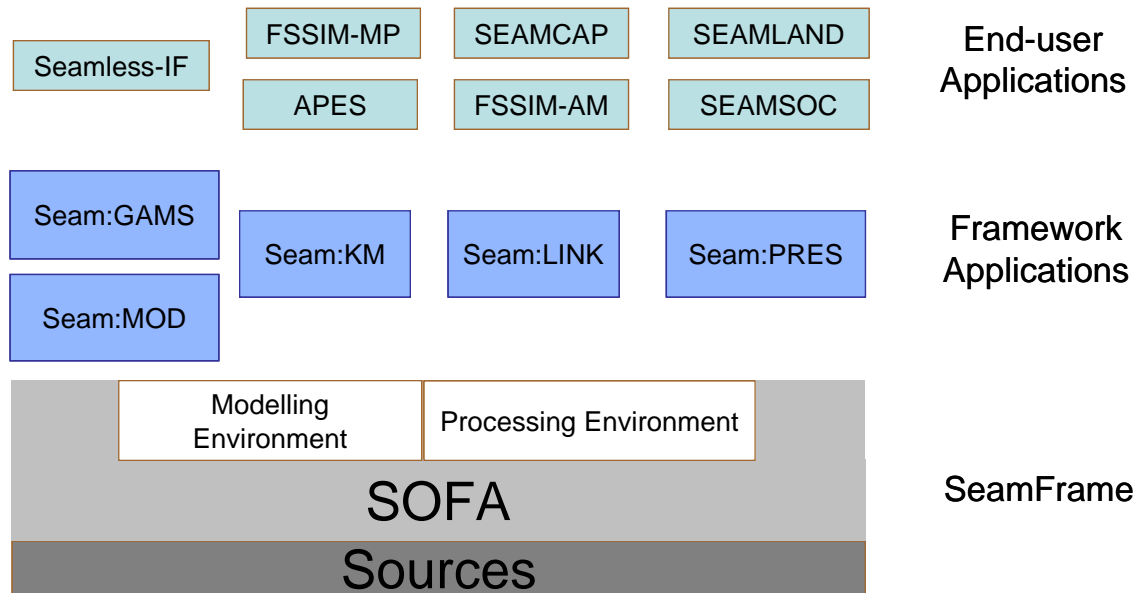 Seamless-IF
FSSIM-MP
SEAMCAP
SEAMLAND
APES
FSSIM-AM
SEAMSOC
End-user
Applications
Seam:GAMS
Seam:MOD
Seam:KM
Seam:LINK
Seam:PRES
Framework
Applications
Modelling
Environment
Processing Environment
SOFA
Sources
SeamFrame